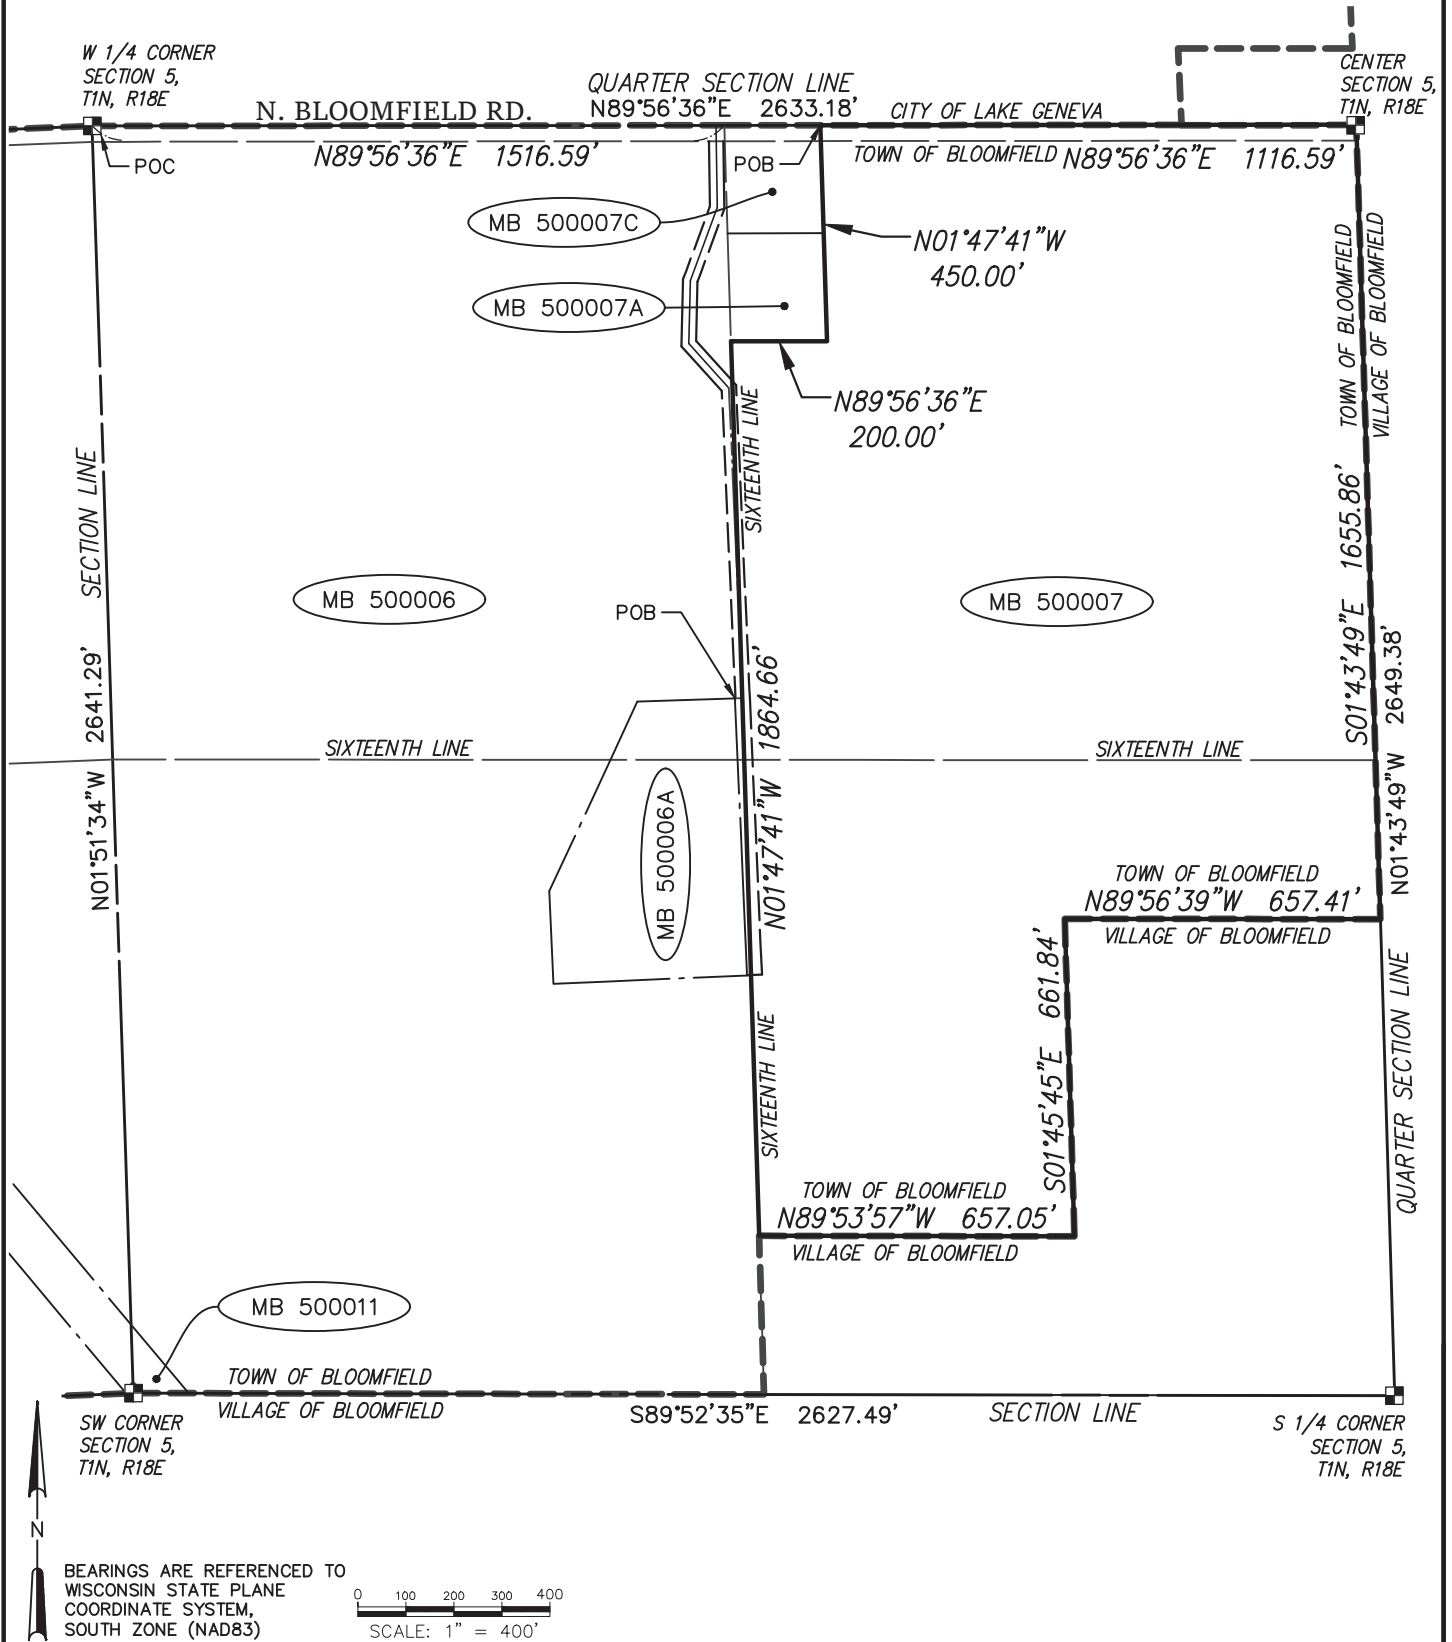 W 1/4 CORNER
SECTION 5,
T1N, R18E
CENTER
SECTION 5,
T1N, R18E
QUARTER SECTION LINE
N. BLOOMFIELD RD.
N89°56'36"E 2633.18'
CITY OF LAKE GENEVA
POC
N89°56'36"E 1516.59'
POB
TOWN OF BLOOMFIELD
N89°56'36"E 1116.59'
MB 500007C
N01°47'41"W
450.00'
MB 500007A
N89°56'36"E
200.00'
TOWN OF BLOOMFIELD
VILLAGE OF BLOOMFIELD
SIXTEENTH LINE
SECTION LINE
S01°43'49"E 1655.86'
MB 500006
POB
MB 500007
N01°51'34"W 2641.29'
N01°47'41"W 1864.66'
N01°43'49"W 2649.38'
SIXTEENTH LINE
SIXTEENTH LINE
MB 500006A
TOWN OF BLOOMFIELD
N89°56'39"W 657.41'
VILLAGE OF BLOOMFIELD
S01°45'45"E 661.84'
QUARTER SECTION LINE
SIXTEENTH LINE
TOWN OF BLOOMFIELD
N89°53'57"W 657.05'
VILLAGE OF BLOOMFIELD
MB 500011
TOWN OF BLOOMFIELD
VILLAGE OF BLOOMFIELD
S89°52'35"E 2627.49'
SECTION LINE
SW CORNER
SECTION 5,
T1N, R18E
S 1/4 CORNER
SECTION 5,
T1N, R18E
N
BEARINGS ARE REFERENCED TO
WISCONSIN STATE PLANE
COORDINATE SYSTEM,
SOUTH ZONE (NAD83)
0 100 200 300 400
SCALE: 1" = 400'